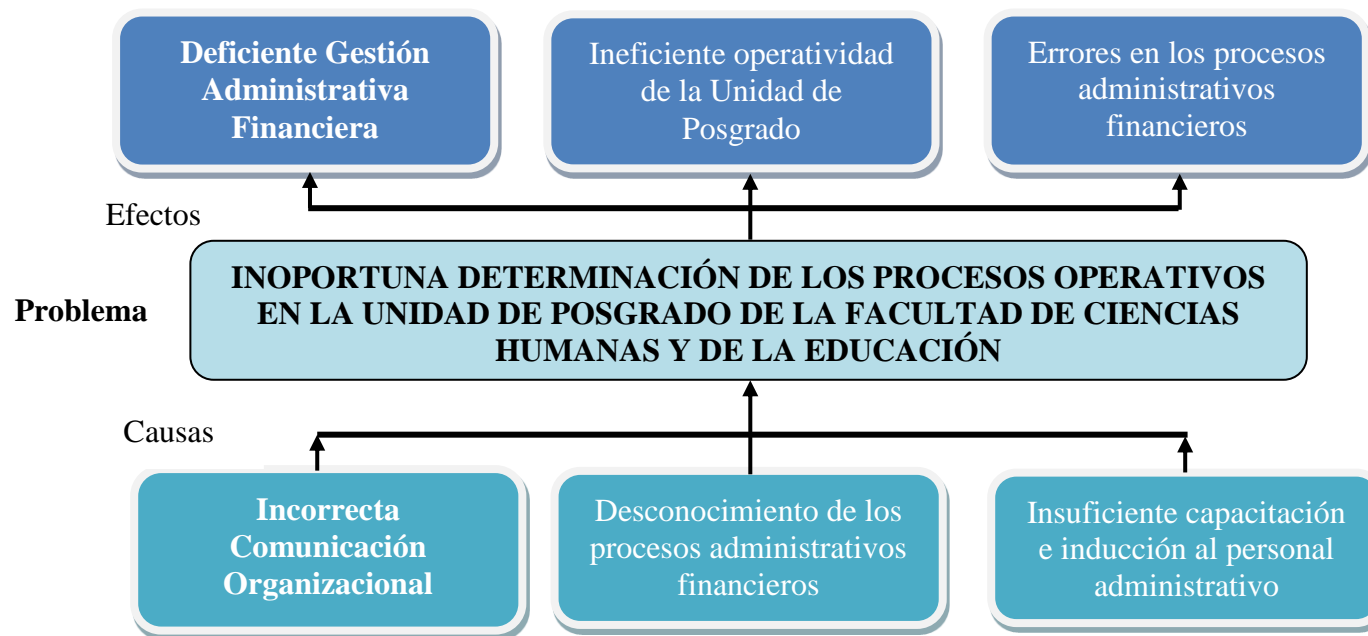 Deficiente Gestión
Administrativa
Financiera
Ineficiente operatividad
de la Unidad de
Posgrado
Errores en los procesos
administrativos
financieros
Efectos
Problema
INOPORTUNA DETERMINACIÓN DE LOS PROCESOS OPERATIVOS
EN LA UNIDAD DE POSGRADO DE LA FACULTAD DE CIENCIAS
HUMANAS Y DE LA EDUCACIÓN
Causas
Incorrecta
Comunicación
Organizacional
Desconocimiento de los
procesos administrativos
financieros
Insuficiente capacitación
e inducción al personal
administrativo